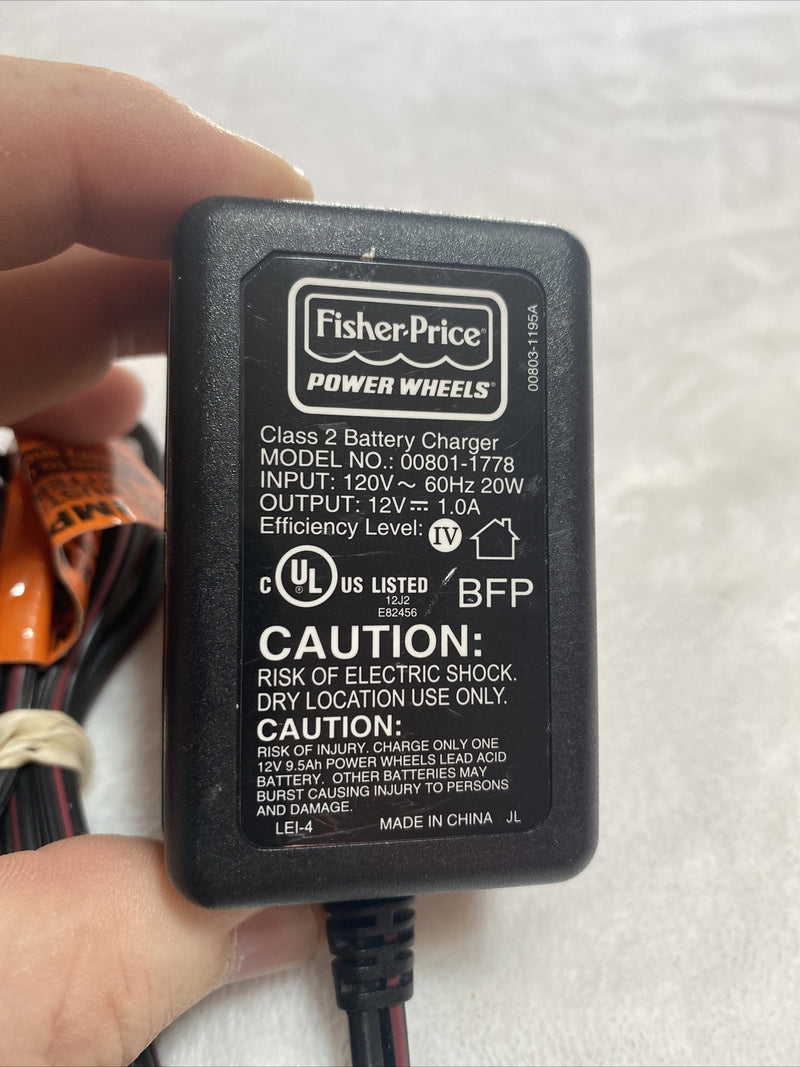 Fisher-Price®
POWER WHEELS®
00803-1195A
Class 2 Battery Charger
MODEL NO.: 00801-1778
INPUT: 120V~ 60Hz 20W
OUTPUT: 12V⎓ 1.0A
Efficiency Level: IV
C UL® US LISTED
12J2
E82456
BFP
CAUTION:
RISK OF ELECTRIC SHOCK.
DRY LOCATION USE ONLY.
CAUTION:
RISK OF INJURY. CHARGE ONLY ONE
12V 9.5Ah POWER WHEELS LEAD ACID
BATTERY. OTHER BATTERIES MAY
BURST CAUSING INJURY TO PERSONS
AND DAMAGE.
LEI-4 MADE IN CHINA JL